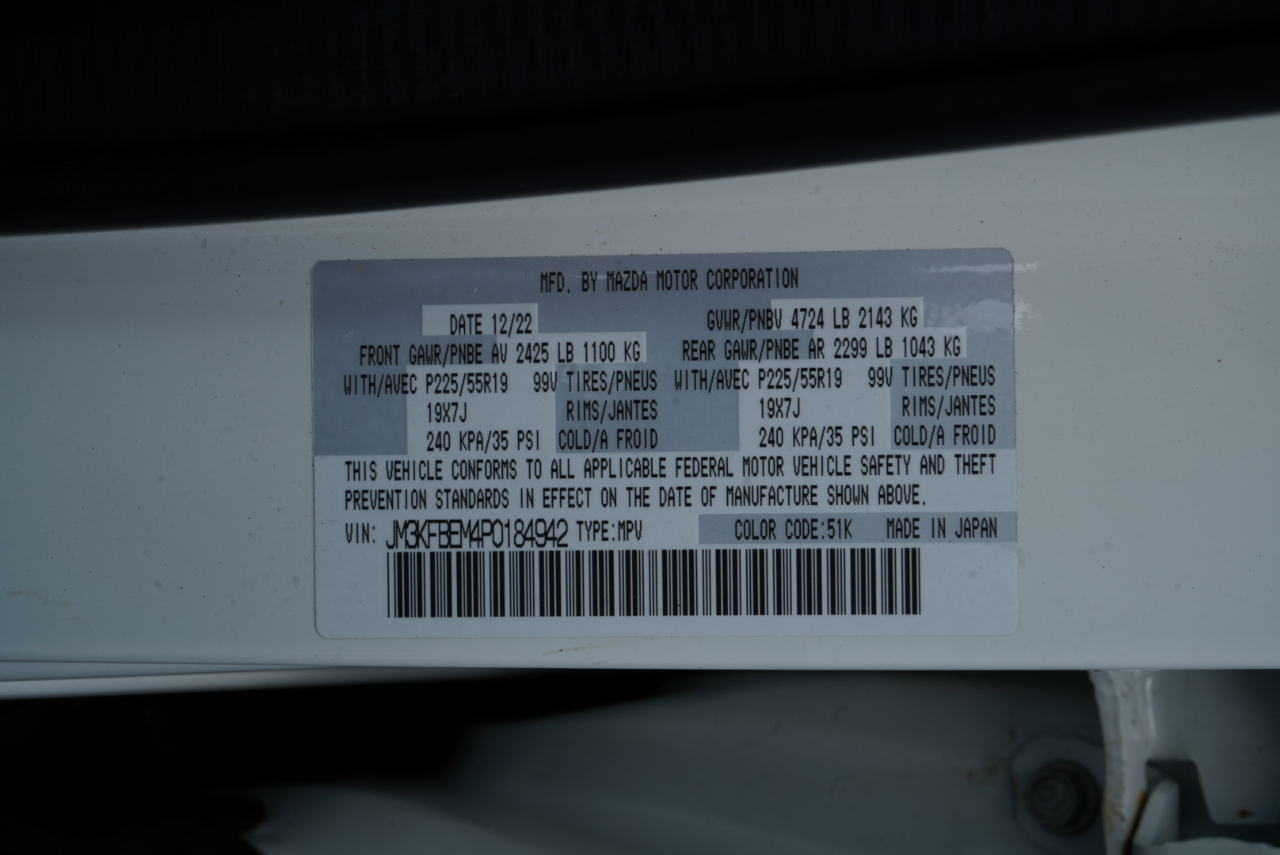 MFD. BY MAZDA MOTOR CORPORATION
DATE 12/22 GVWR/PNBV 4724 LB 2143 KG
FRONT GAWR/PNBE AV 2425 LB 1100 KG REAR GAWR/PNBE AR 2299 LB 1043 KG
WITH/AVEC P225/55R19 99V TIRES/PNEUS WITH/AVEC P225/55R19 99V TIRES/PNEUS
19X7J RIMS/JANTES 19X7J RIMS/JANTES
240 KPA/35 PSI COLD/A FROID 240 KPA/35 PSI COLD/A FROID
THIS VEHICLE CONFORMS TO ALL APPLICABLE FEDERAL MOTOR VEHICLE SAFETY AND THEFT
PREVENTION STANDARDS IN EFFECT ON THE DATE OF MANUFACTURE SHOWN ABOVE.
VIN: JM3KFBEM4P0184942 TYPE:MPV COLOR CODE:51K MADE IN JAPAN